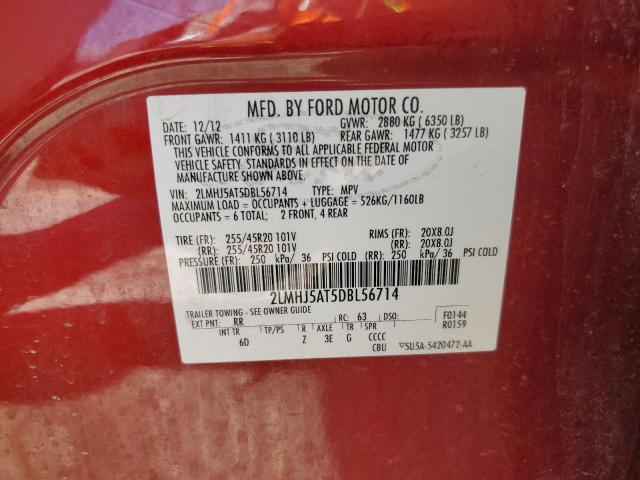 MFD. BY FORD MOTOR CO.
DATE: 12/12 GVWR: 2880 KG ( 6350 LB)
FRONT GAWR: 1411 KG ( 3110 LB) REAR GAWR: 1477 KG ( 3257 LB)
THIS VEHICLE CONFORMS TO ALL APPLICABLE FEDERAL MOTOR
VEHICLE SAFETY, STANDARDS IN EFFECT ON THE DATE OF
MANUFACTURE SHOWN ABOVE.
VIN: 2LMHJ5AT5DBL56714 TYPE: MPV
MAXIMUM LOAD = OCCUPANTS + LUGGAGE = 526KG/1160LB
OCCUPANTS = 6 TOTAL; 2 FRONT, 4 REAR
TIRE (FR): 255/45R20 101V RIMS (FR): 20X8.0J
(RR): 255/45R20 101V (RR): 20X8.0J
PRESSURE (FR): 250 kPa/ 36 PSI COLD (RR): 250 kPa/ 36 PSI COLD
2LMHJ5AT5DBL56714
TRAILER TOWING - SEE OWNER GUIDE
EXT PNT: RR RC: 63 DSO: F0144
INT TR TP/PS R AXLE TR SPR R0159
6D Z 3E G CCCC
CBU ▽5U5A-5420472-AA